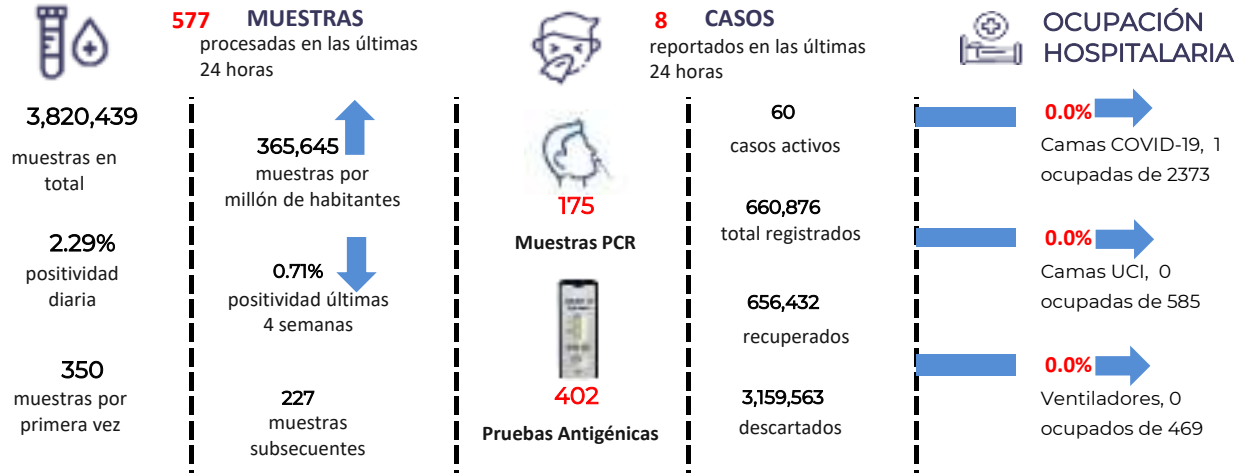 577 MUESTRAS
procesadas en las últimas
24 horas
8 CASOS
reportados en las últimas
24 horas
OCUPACIÓN
HOSPITALARIA
3,820,439
muestras en
total
2.29%
positividad
diaria
350
muestras por
primera vez
365,645
muestras por
millón de habitantes
0.71%
positividad últimas
4 semanas
227
muestras
subsecuentes
175
Muestras PCR
402
Pruebas Antigénicas
60
casos activos
660,876
total registrados
656,432
recuperados
3,159,563
descartados
0.0%
Camas COVID-19, 1
ocupadas de 2373
0.0%
Camas UCI, 0
ocupadas de 585
0.0%
Ventiladores, 0
ocupados de 469